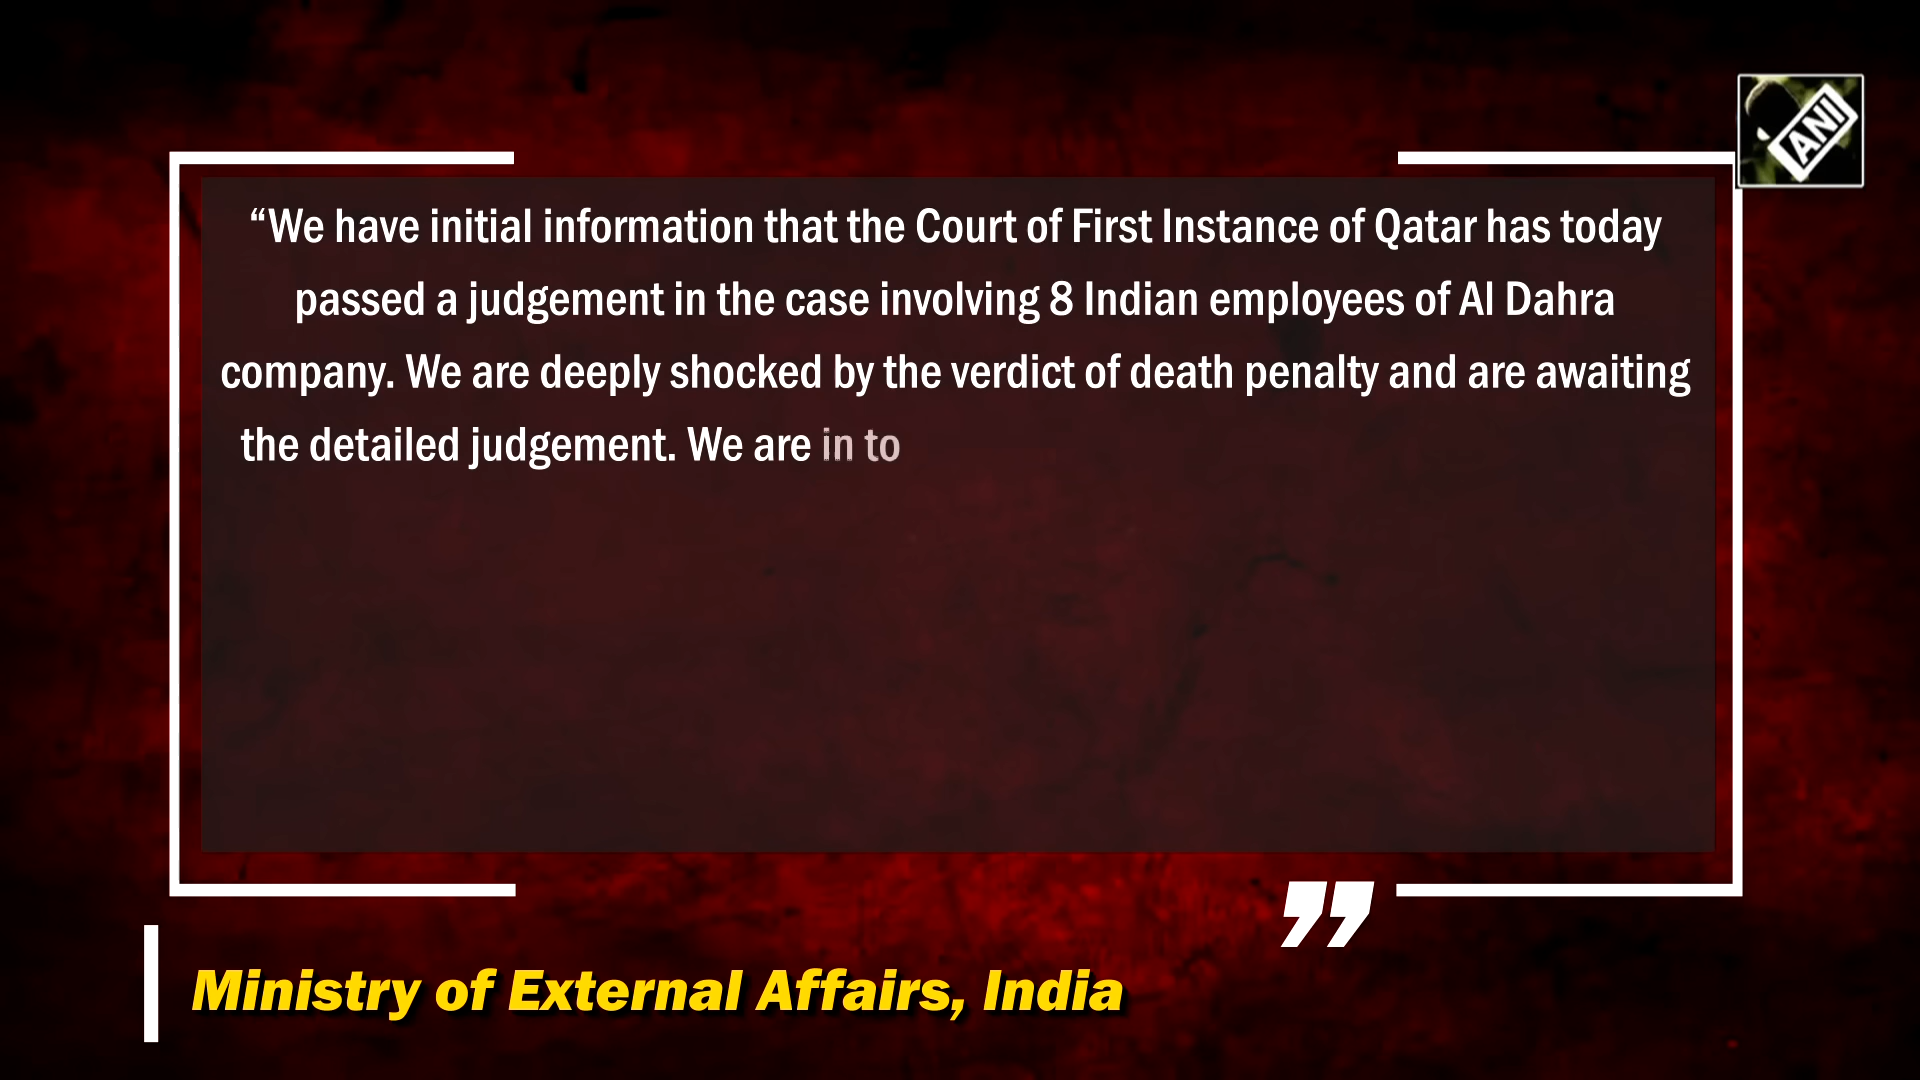 “We have initial information that the Court of First Instance of Qatar has today
passed a judgement in the case involving 8 Indian employees of Al Dahra
company. We are deeply shocked by the verdict of death penalty and are awaiting
the detailed judgement. We are in to
”
Ministry of External Affairs, India
ANI